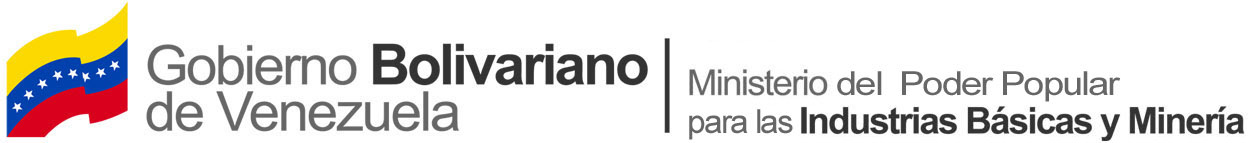 Gobierno Bolivariano
de Venezuela
Ministerio del Poder Popular
para las Industrias Básicas y Minería